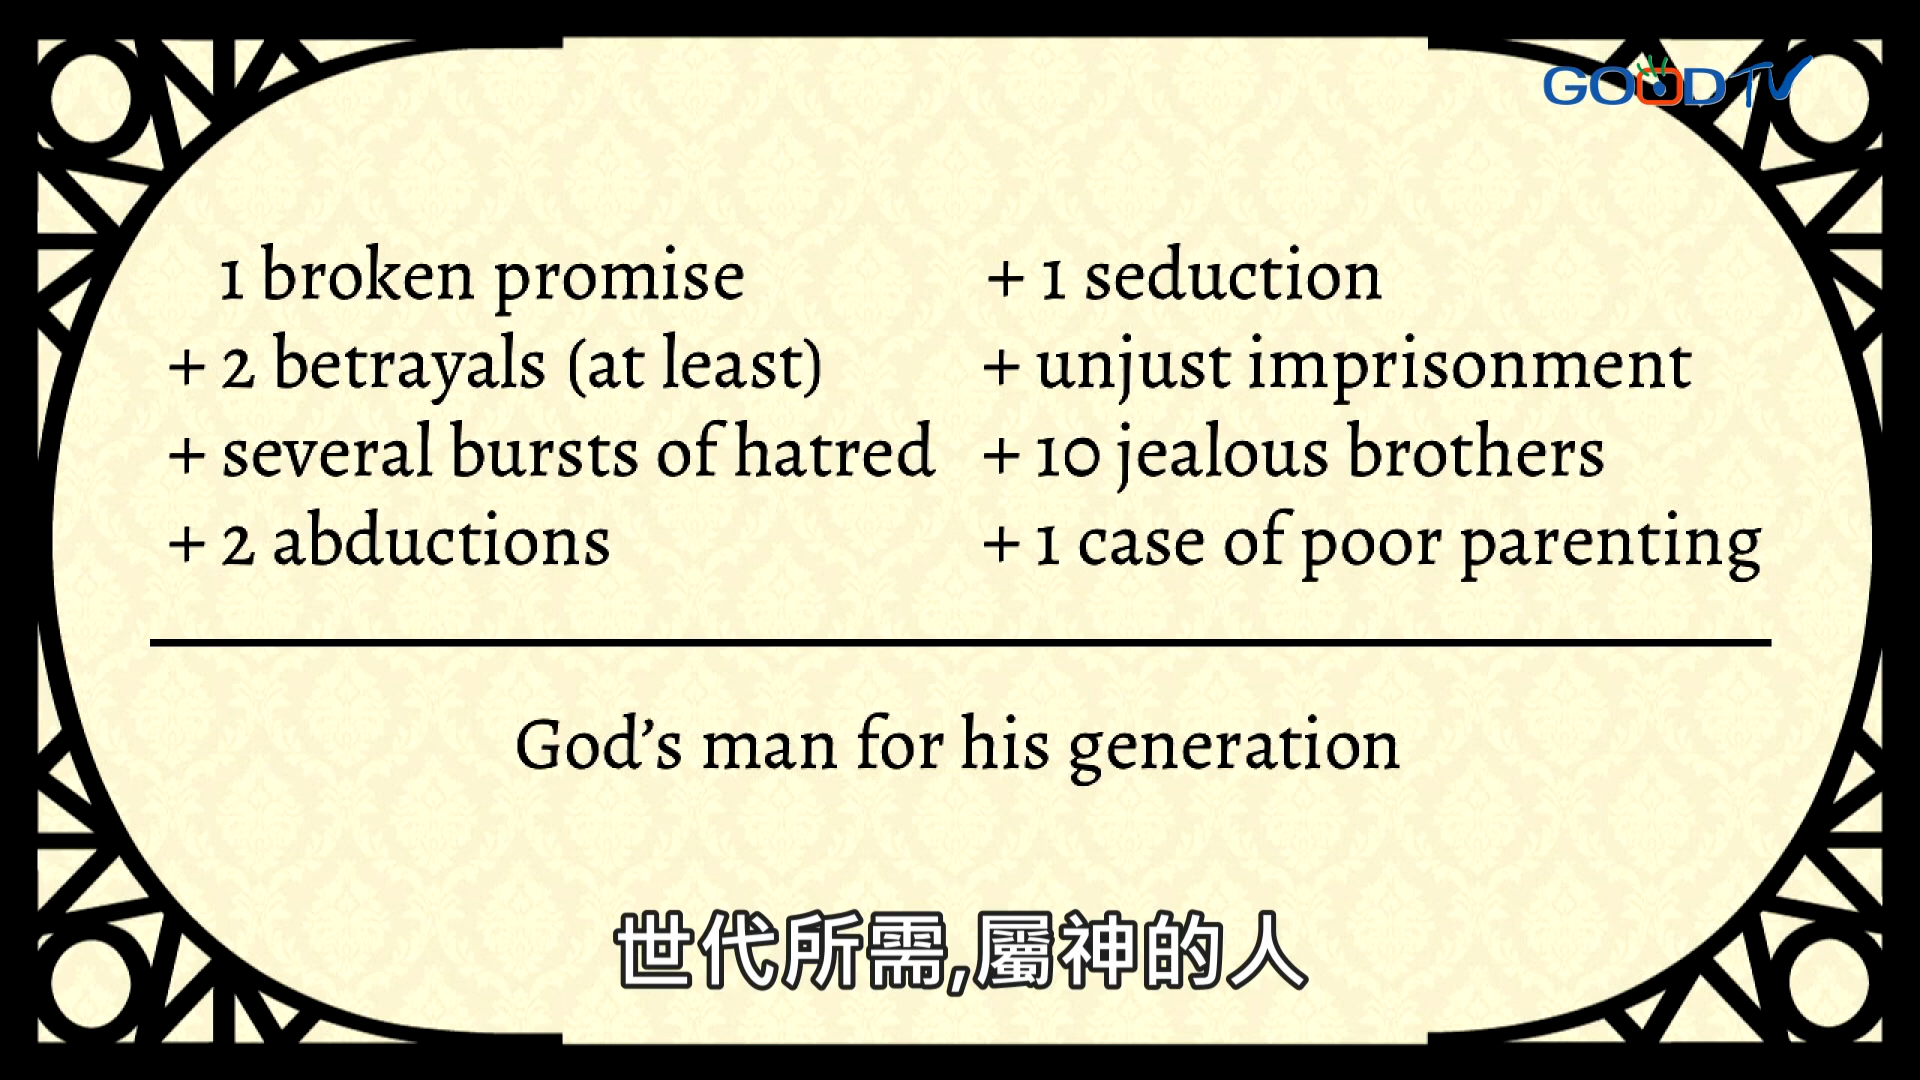 GOODTV
1 broken promise
+ 2 betrayals (at least)
+ several bursts of hatred
+ 2 abductions
+ 1 seduction
+ unjust imprisonment
+ 10 jealous brothers
+ 1 case of poor parenting
God’s man for his generation
世代所需,屬神的人